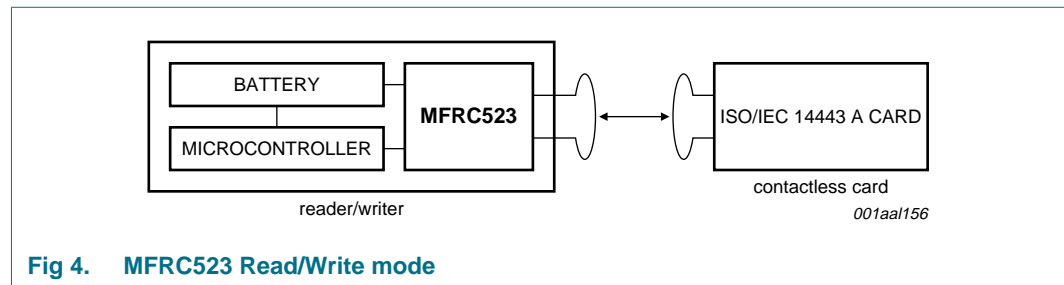 BATTERY
MICROCONTROLLER
MFRC523
ISO/IEC 14443 A CARD
reader/writer
contactless card
001aal156
Fig 4. MFRC523 Read/Write mode